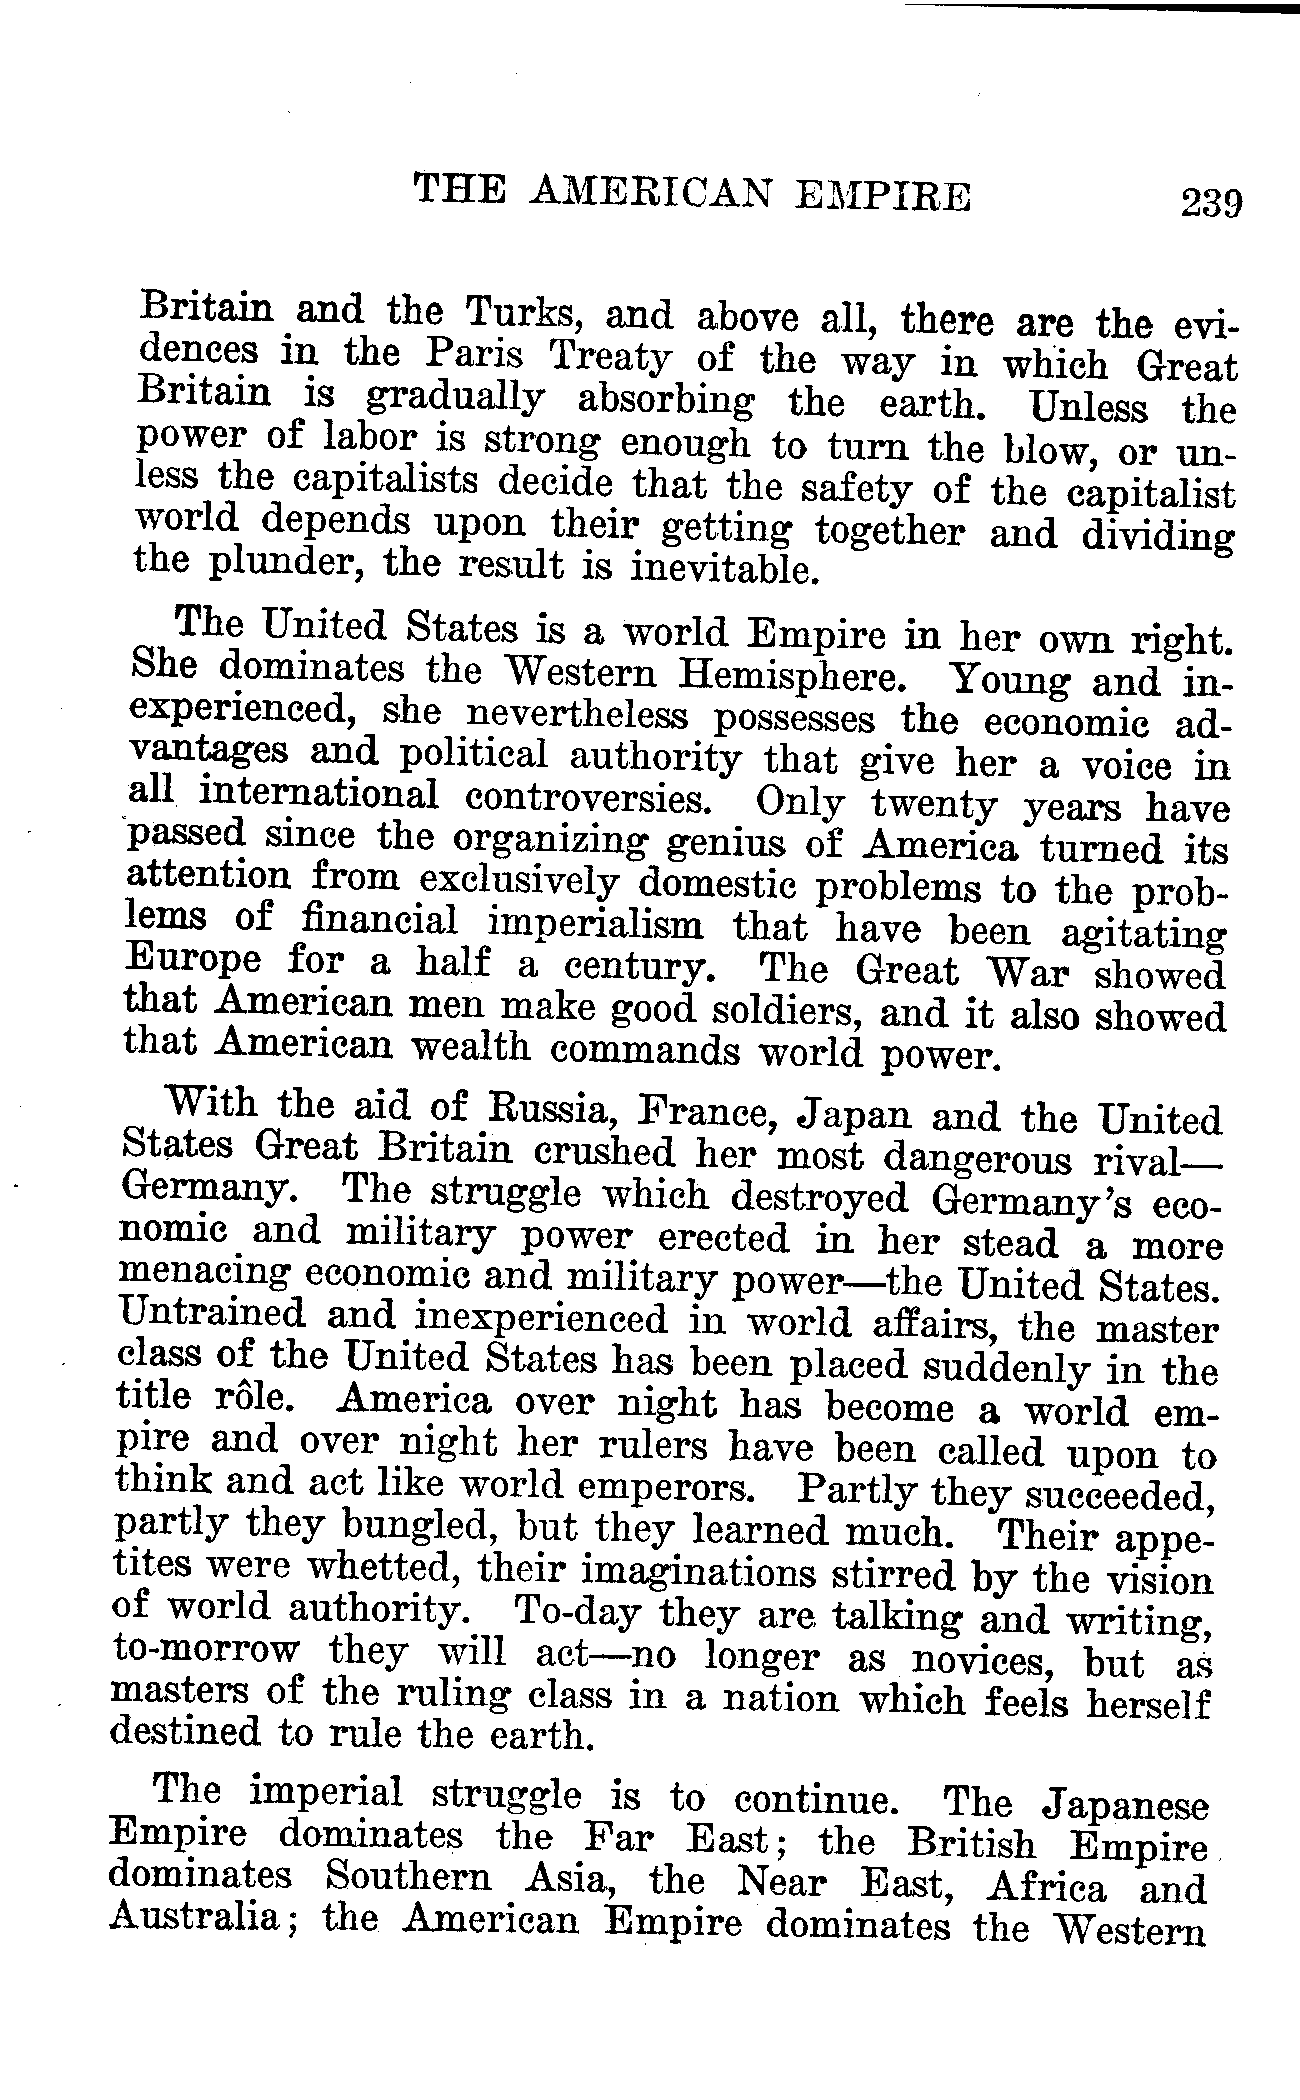 THE AMERICAN EMPIRE 239
Britain and the Turks, and above all, there are the evi-
dences in the Paris Treaty of the way in which Great
Britain is gradually absorbing the earth. Unless the
power of labor is strong enough to turn the blow, or un-
less the capitalists decide that the safety of the capitalist
world depends upon their getting together and dividing
the plunder, the result is inevitable.
The United States is a world Empire in her own right.
She dominates the Western Hemisphere. Young and in-
experienced, she nevertheless possesses the economic ad-
vantages and political authority that give her a voice in
all international controversies. Only twenty years have
passed since the organizing genius of America turned its
attention from exclusively domestic problems to the prob-
lems of financial imperialism that have been agitating
Europe for a half a century. The Great War showed
that American men make good soldiers, and it also showed
that American wealth commands world power.
With the aid of Russia, France, Japan and the United
States Great Britain crushed her most dangerous rival—
Germany. The struggle which destroyed Germany's eco-
nomic and military power erected in her stead a more
menacing economic and military power—the United States.
Untrained and inexperienced in world affairs, the master
class of the United States has been placed suddenly in the
title rôle. America over night has become a world em-
pire and over night her rulers have been called upon to
think and act like world emperors. Partly they succeeded,
partly they bungled, but they learned much. Their appe-
tites were whetted, their imaginations stirred by the vision
of world authority. To-day they are talking and writing,
to-morrow they will act—no longer as novices, but as
masters of the ruling class in a nation which feels herself
destined to rule the earth.
The imperial struggle is to continue. The Japanese
Empire dominates the Far East; the British Empire
dominates Southern Asia, the Near East, Africa and
Australia; the American Empire dominates the Western